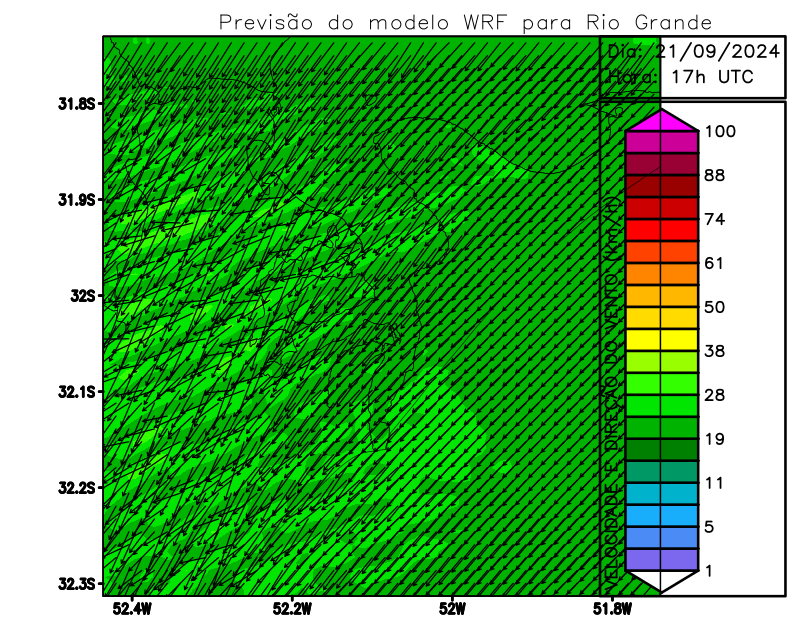 Previsão do modelo WRF para Rio Grande
Dia: 21/09/2024
Hora: 17h UTC
31.8S
31.9S
32S
32.1S
32.2S
32.3S
52.4W
52.2W
52W
51.8W
VELOCIDADE E DIREÇÃO DO VENTO (Km/h)
100
88
74
61
50
38
28
19
11
5
1